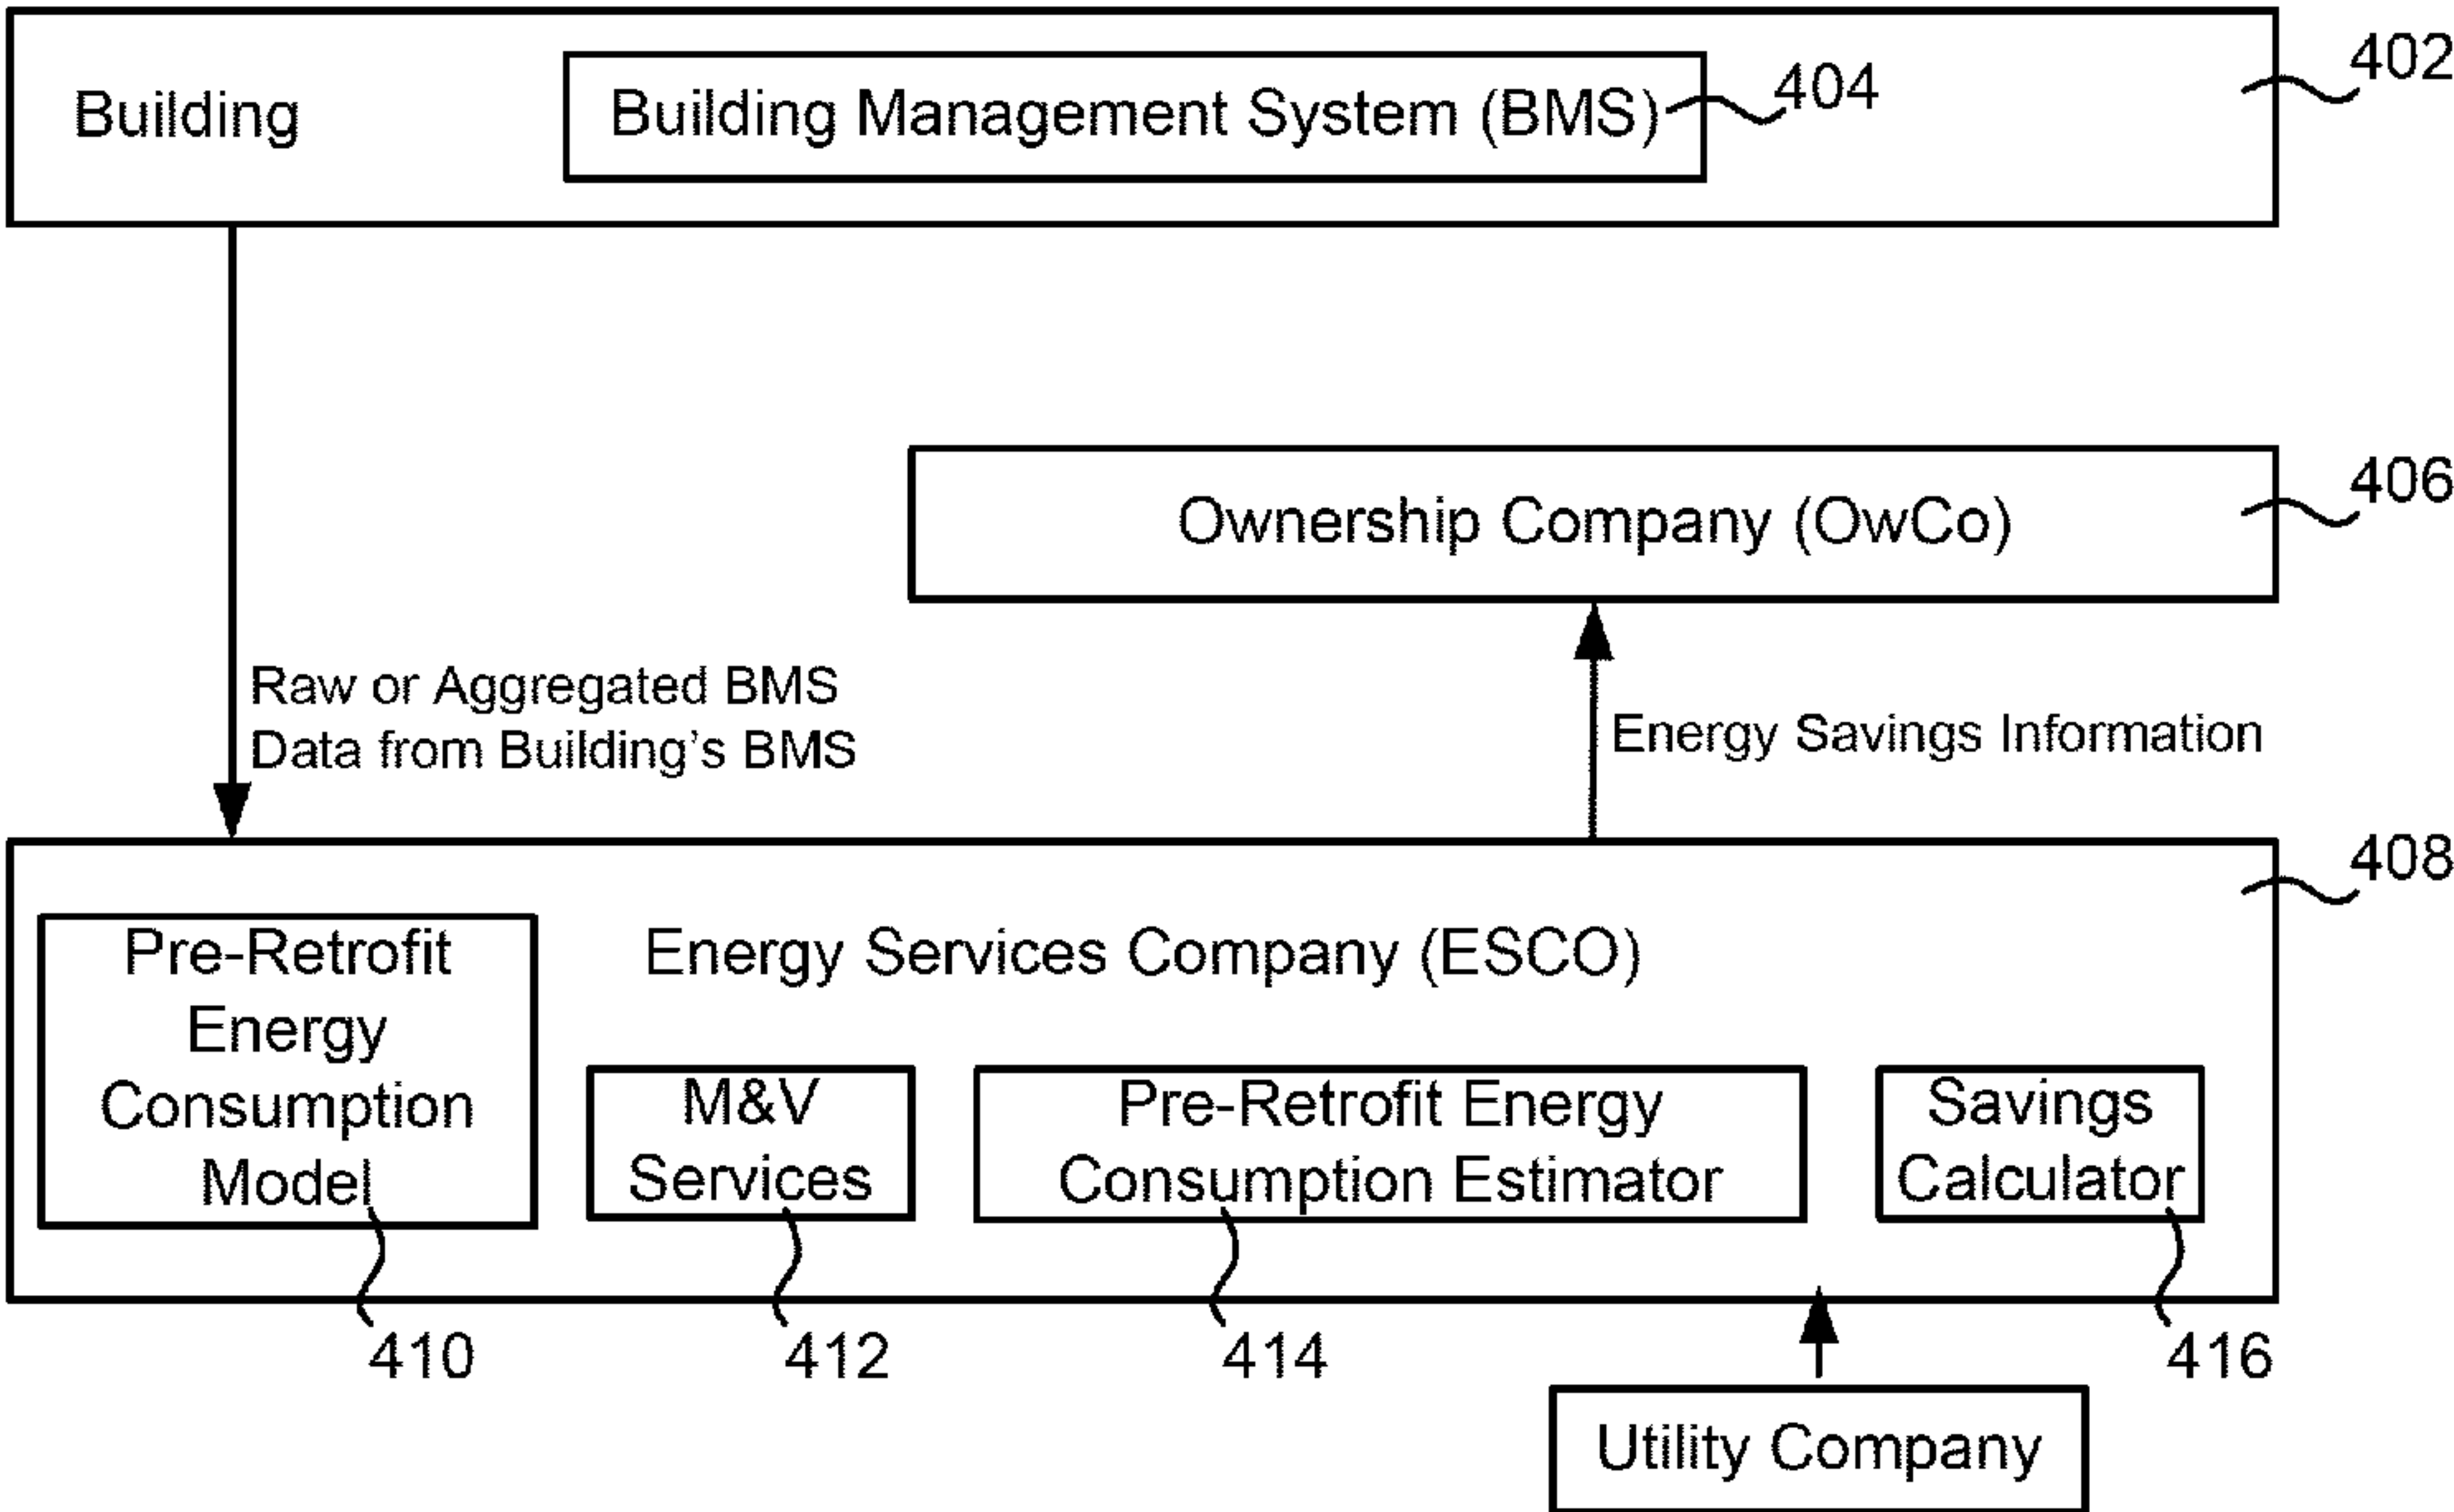 Building
Building Management System (BMS)
404
402
Ownership Company (OwCo)
406
Raw or Aggregated BMS
Data from Building's BMS
Energy Savings Information
408
Pre-Retrofit
Energy
Consumption
Model
Energy Services Company (ESCO)
M&V
Services
Pre-Retrofit Energy
Consumption Estimator
Savings
Calculator
410
412
414
416
Utility Company